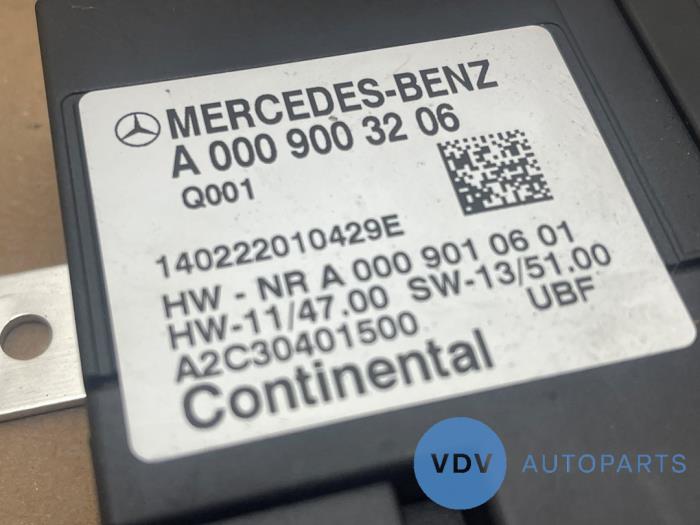 MERCEDES-BENZ
A 000 900 32 06
Q001
140222010429E
HW - NR A 000 901 06 01
HW-11/47.00 SW-13/51.00
A2C30401500 UBF
Continental
VDV AUTOPARTS